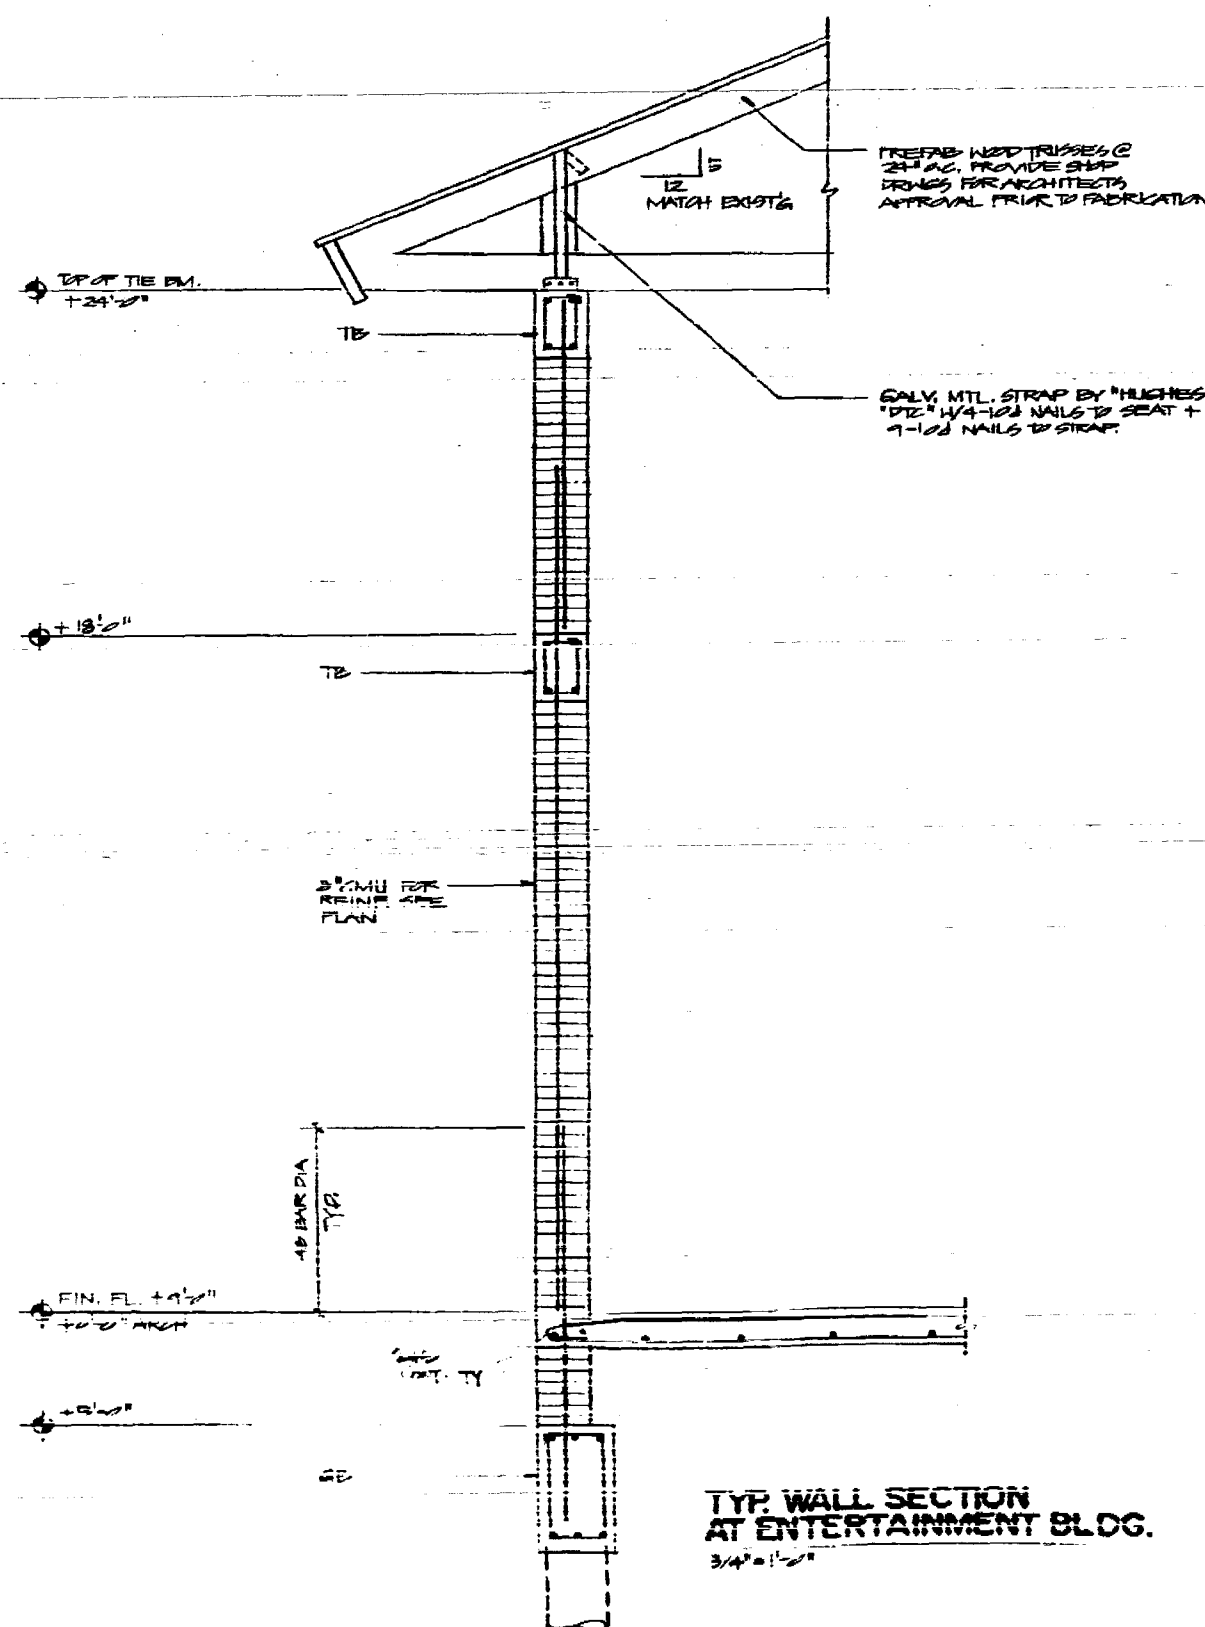 PREFAB WOOD TRUSSES @
24" O.C. PROVIDE SHOP
DRWGS FOR ARCHITECTS
APPROVAL PRIOR TO FABRICATION
5
12
MATCH EXIST'G
TOP OF TIE BM.
+24'-0"
TB
GALV. MTL. STRAP BY "HUGHES
W/4-10d NAILS TO SEAT +
9-10d NAILS TO STRAP.
+18'-0"
TB
8" CMU FOR
REINF. SEE
PLAN
48 BAR DIA
TYP.
FIN. FL. +9'-0"
±0'-0" ARCH
GB
TYP. WALL SECTION
AT ENTERTAINMENT BLDG.
3/4" = 1'-0"